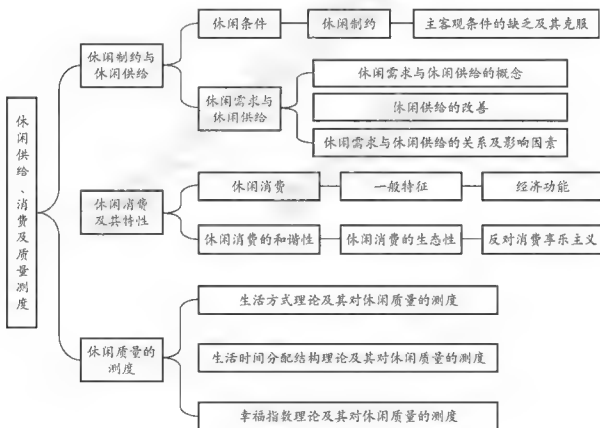 休闲供给、消费及质量测度
休闲制约与
休闲供给
休闲条件
休闲制约
主客观条件的缺乏及其克服
休闲需求与
休闲供给
休闲需求与休闲供给的概念
休闲供给的改善
休闲需求与休闲供给的关系及影响因素
休闲消费
及其特性
休闲消费
一般特征
经济功能
休闲消费的和谐性
休闲消费的生态性
反对消费享乐主义
休闲质量的
测度
生活方式理论及其对休闲质量的测度
生活时间分配结构理论及其对休闲质量的测度
幸福指数理论及其对休闲质量的测度